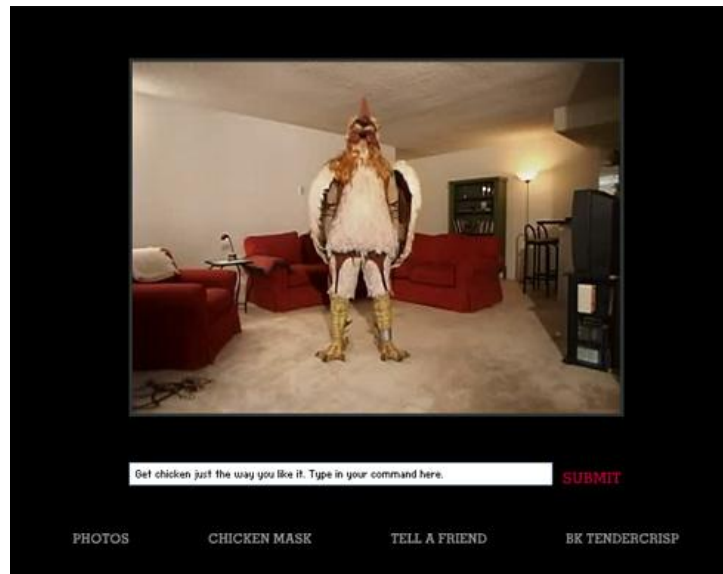 Get chicken just the way you like it. Type in your command here.
SUBMIT
PHOTOS
CHICKEN MASK
TELL A FRIEND
BK TENDERCRISP